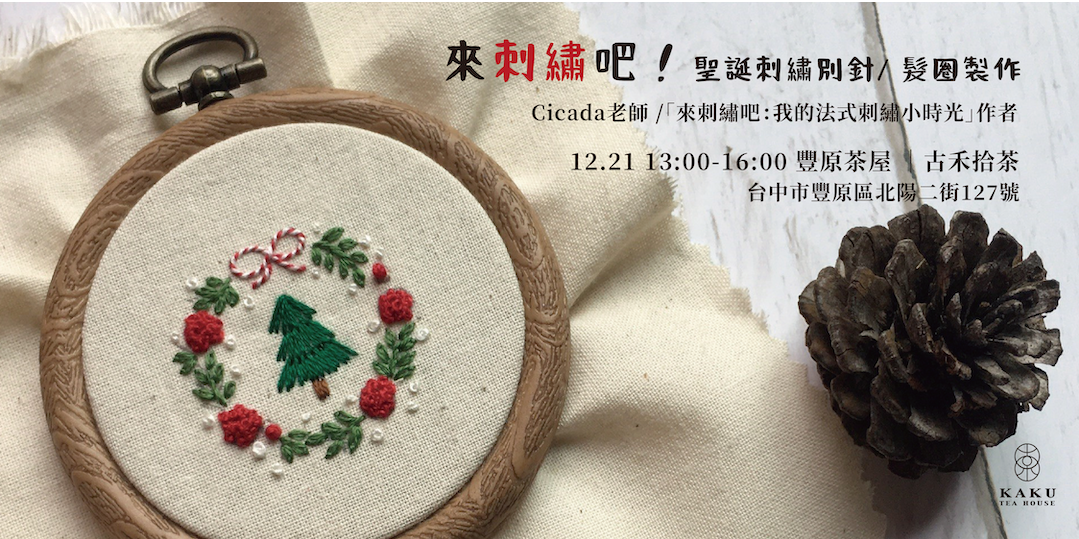 來刺繡吧！ 聖誕刺繡別針/ 髮圈製作
Cicada老師 /「來刺繡吧：我的法式刺繡小時光」作者
12.21 13:00-16:00 豐原茶屋 | 古禾拾茶
台中市豐原區北陽二街127號
KAKU
TEA HOUSE